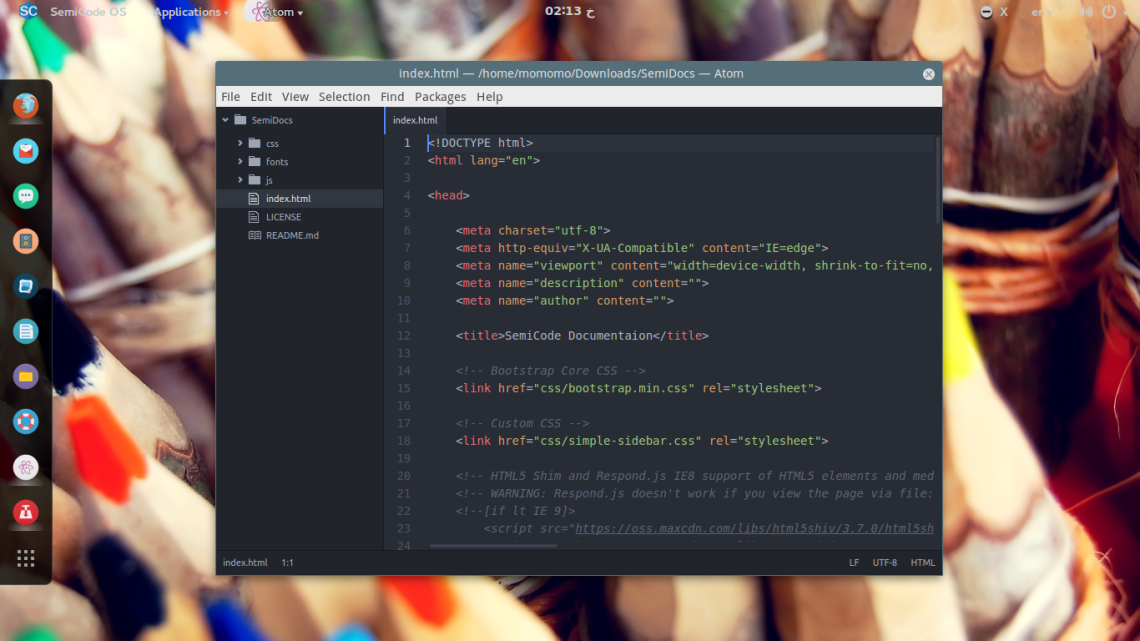 SC SemiCode OS Applications Atom 02:13 خ X en
Index.html — /home/momomo/Downloads/SemiDocs — Atom
File Edit View Selection Find Packages Help
SemiDocs
css
fonts
js
index.html
LICENSE
README.md
index.html
1 <!DOCTYPE html>
2 <html lang="en">
3
4 <head>
5
6 <meta charset="utf-8">
7 <meta http-equiv="X-UA-Compatible" content="IE=edge">
8 <meta name="viewport" content="width=device-width, shrink-to-fit=no,
9 <meta name="description" content="">
10 <meta name="author" content="">
11
12 <title>SemiCode Documentaion</title>
13
14 <!-- Bootstrap Core CSS -->
15 <link href="css/bootstrap.min.css" rel="stylesheet">
16
17 <!-- Custom CSS -->
18 <link href="css/simple-sidebar.css" rel="stylesheet">
19
20 <!-- HTML5 Shim and Respond.js IE8 support of HTML5 elements and med
21 <!-- WARNING: Respond.js doesn't work if you view the page via file:
22 <!--[if lt IE 9]>
23 <script src="https://oss.maxcdn.com/libs/html5shiv/3.7.0/html5sh
24
index.html 1:1 LF UTF-8 HTML